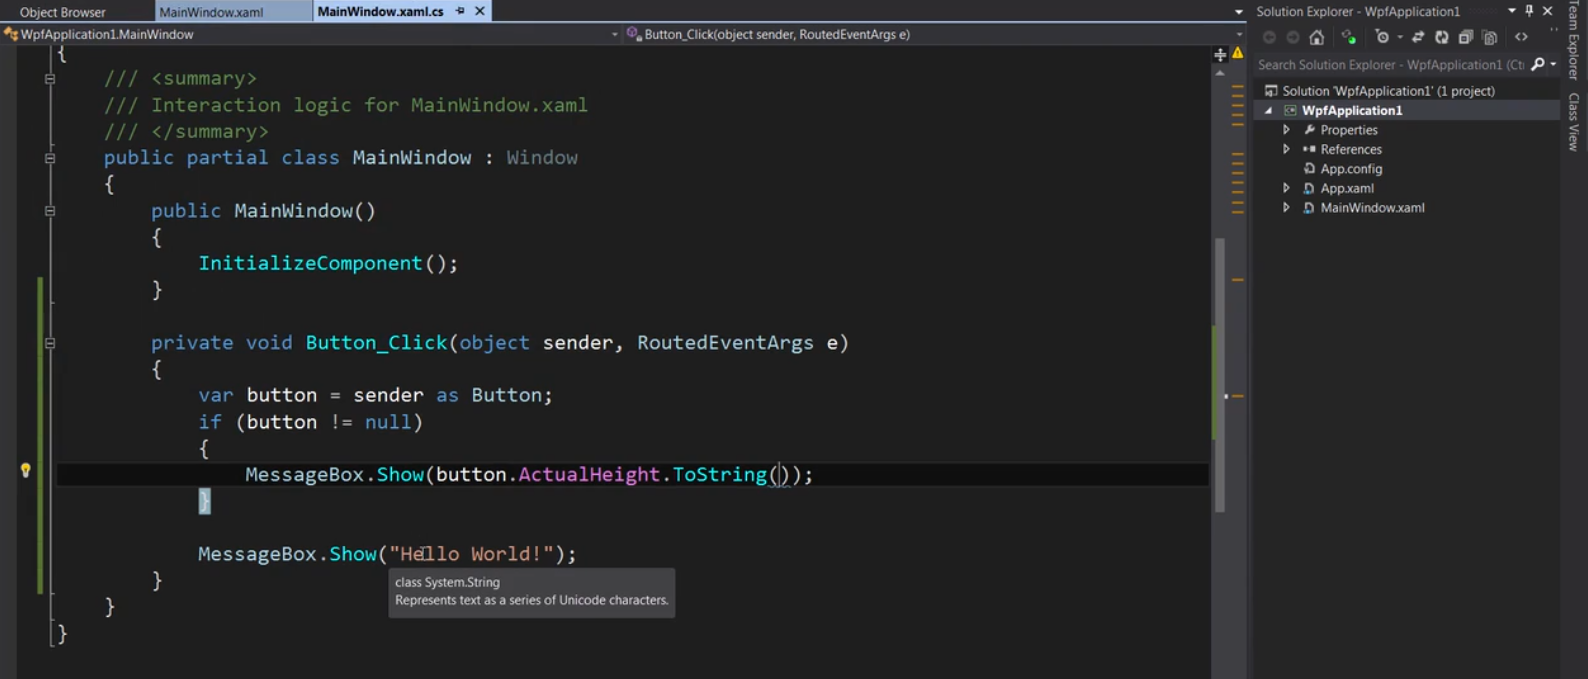 Object Browser
MainWindow.xaml
MainWindow.xaml.cs
WpfApplication1.MainWindow
Button_Click(object sender, RoutedEventArgs e)
{
/// <summary>
/// Interaction logic for MainWindow.xaml
/// </summary>
public partial class MainWindow : Window
{
public MainWindow()
{
InitializeComponent();
}
private void Button_Click(object sender, RoutedEventArgs e)
{
var button = sender as Button;
if (button != null)
{
MessageBox.Show(button.ActualHeight.ToString());
}
MessageBox.Show("Hello World!");
class System.String
Represents text as a series of Unicode characters.
}
}
}
Solution Explorer - WpfApplication1
Search Solution Explorer - WpfApplication1 (Ct
Solution 'WpfApplication1' (1 project)
WpfApplication1
Properties
References
App.config
App.xaml
MainWindow.xaml
Team Explorer
Class View